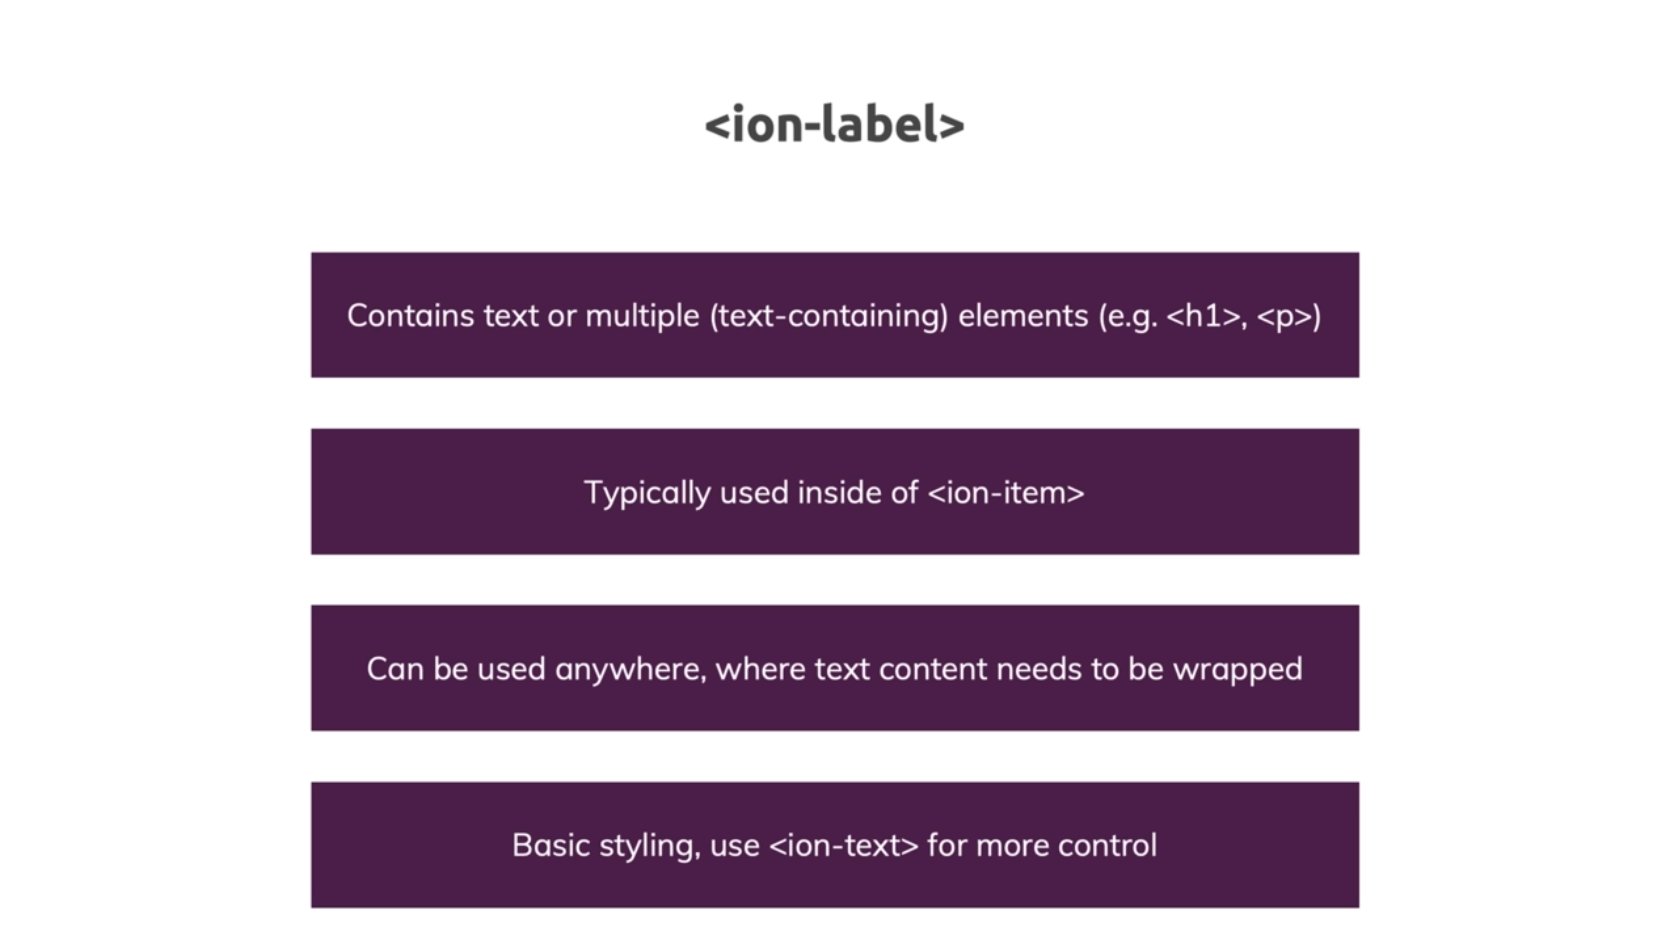 <ion-label>
Contains text or multiple (text-containing) elements (e.g. <h1>, <p>)
Typically used inside of <ion-item>
Can be used anywhere, where text content needs to be wrapped
Basic styling, use <ion-text> for more control